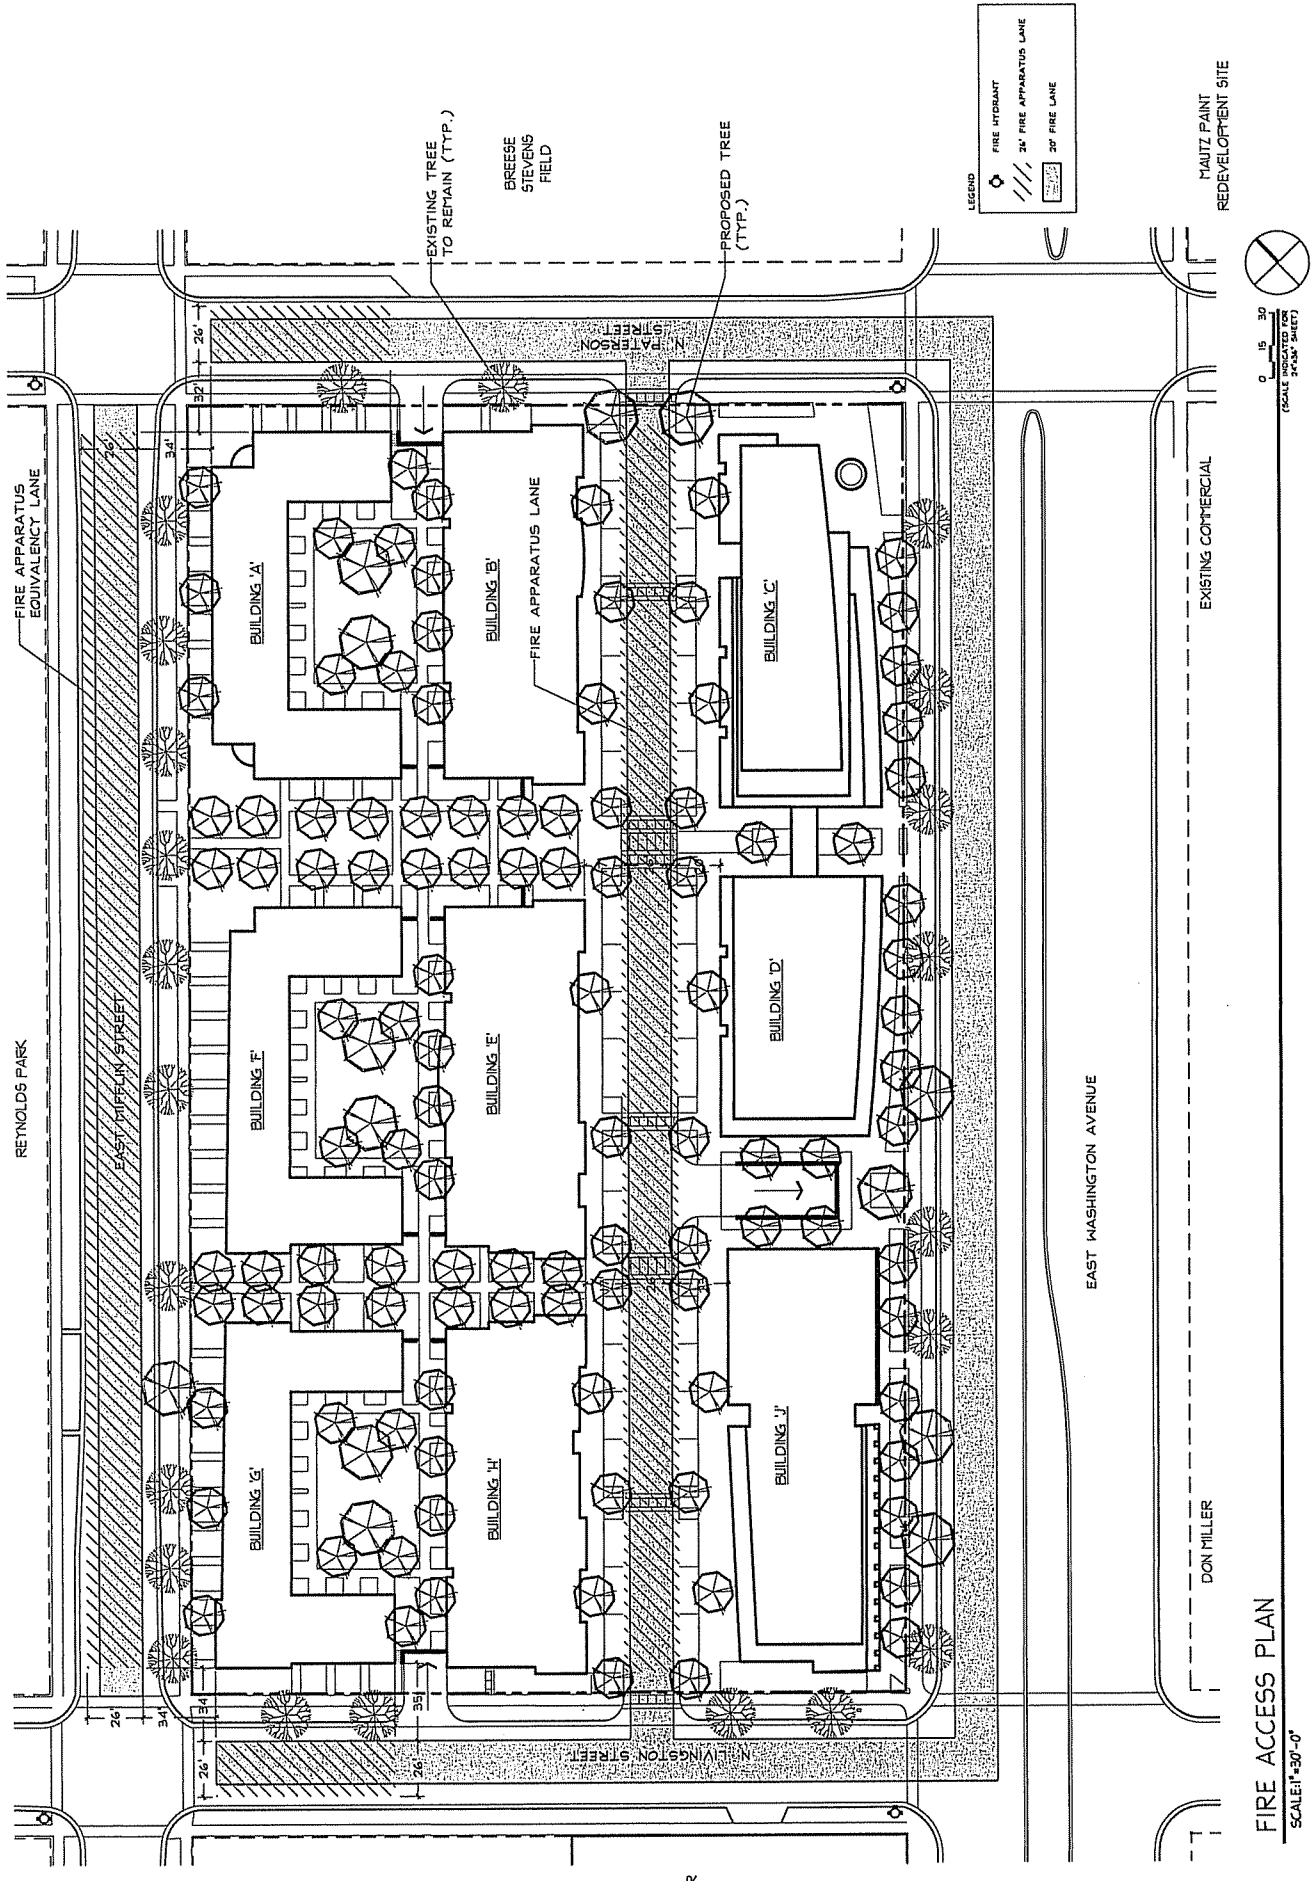 REYNOLDS PARK
FIRE APPARATUS
EQUIVALENCY LANE
EAST MIFFLIN STREET
26'
34'
26'
34'
34'
26'
35'
26'
32'
26'
BUILDING 'G'
BUILDING 'F'
BUILDING 'A'
BUILDING 'H'
BUILDING 'E'
BUILDING 'B'
FIRE APPARATUS LANE
BUILDING 'J'
BUILDING 'D'
BUILDING 'C'
N. LIVINGSTON STREET
N. PATERSON
STREET
EXISTING TREE
TO REMAIN (TYP.)
BREESE
STEVENS
FIELD
PROPOSED TREE
(TYP.)
EAST WASHINGTON AVENUE
DON MILLER
EXISTING COMMERCIAL
MAUTZ PAINT
REDEVELOPMENT SITE
LEGEND
FIRE HYDRANT
26' FIRE APPARATUS LANE
20' FIRE LANE
FIRE ACCESS PLAN
SCALE:1"=30'-0"
0 15 30
(SCALE INDICATED FOR
24"x36" SHEET)